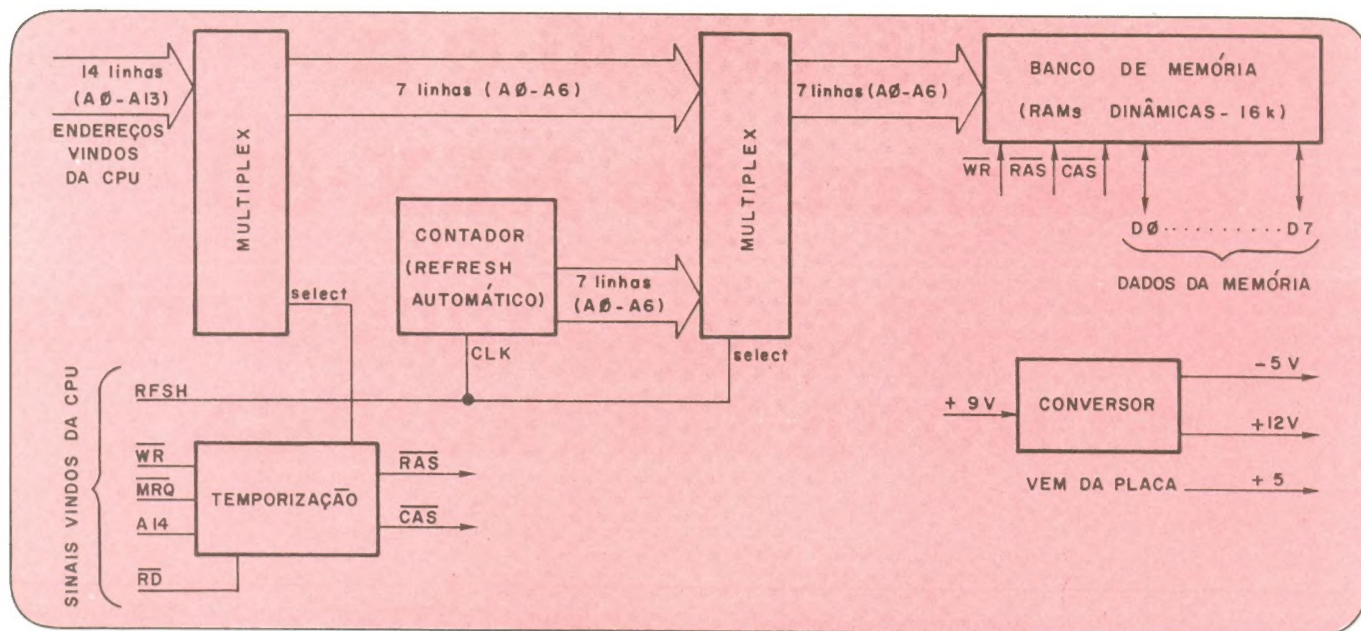 14 linhas
(AØ-A13)
ENDEREÇOS
VINDOS
DA CPU
MULTIPLEX
select
7 linhas (AØ-A6)
CONTADOR
(REFRESH
AUTOMÁTICO)
CLK
7 linhas
(AØ-A6)
MULTIPLEX
select
7 linhas (AØ-A6)
BANCO DE MEMÓRIA
(RAMs DINÂMICAS - 16k)
WR RAS CAS
DØ..........D7
DADOS DA MEMÓRIA
SINAIS VINDOS DA CPU
RFSH
WR
MRQ
A14
RD
TEMPORIZAÇÃO
RAS
CAS
+ 9V
CONVERSOR
-5V
+12V
VEM DA PLACA
+ 5